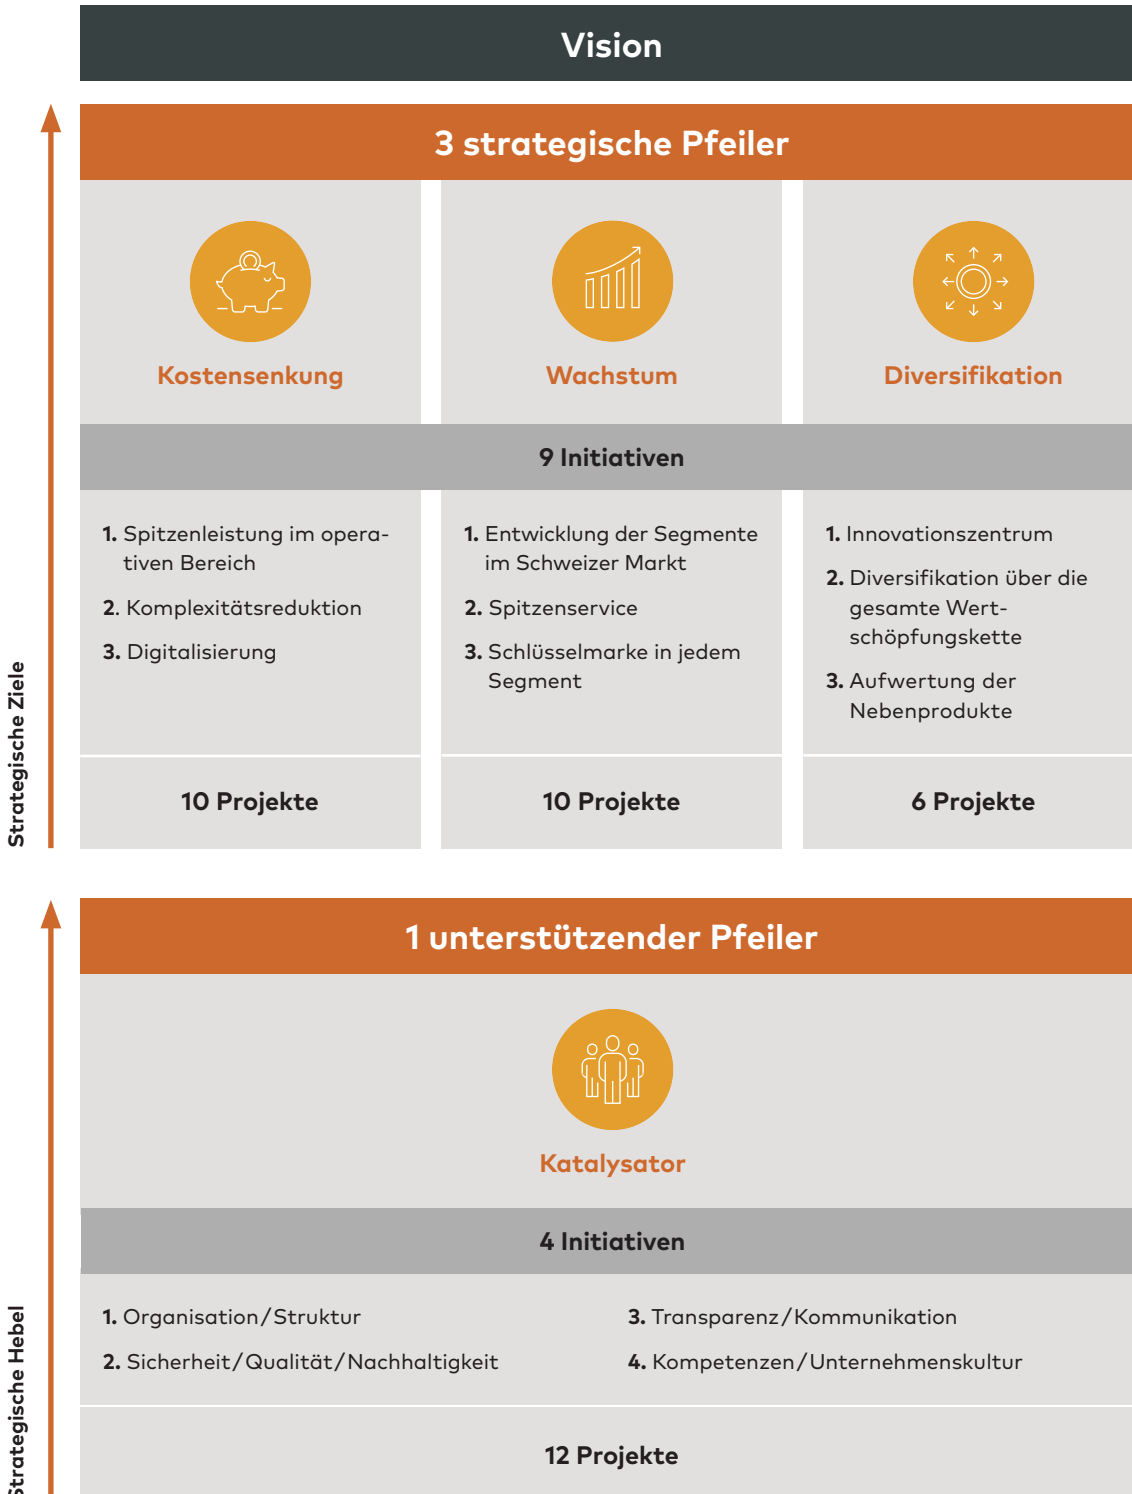 Vision
3 strategische Pfeiler
Kostensenkung
Wachstum
Diversifikation
9 Initiativen
1. Spitzenleistung im opera-
tiven Bereich
2. Komplexitätsreduktion
3. Digitalisierung
1. Entwicklung der Segmente
im Schweizer Markt
2. Spitzenservice
3. Schlüsselmarke in jedem
Segment
1. Innovationszentrum
2. Diversifikation über die
gesamte Wert-
schöpfungskette
3. Aufwertung der
Nebenprodukte
10 Projekte
10 Projekte
6 Projekte
Strategische Ziele
1 unterstützender Pfeiler
Katalysator
4 Initiativen
1. Organisation/Struktur
2. Sicherheit/Qualität/Nachhaltigkeit
3. Transparenz/Kommunikation
4. Kompetenzen/Unternehmenskultur
12 Projekte
Strategische Hebel